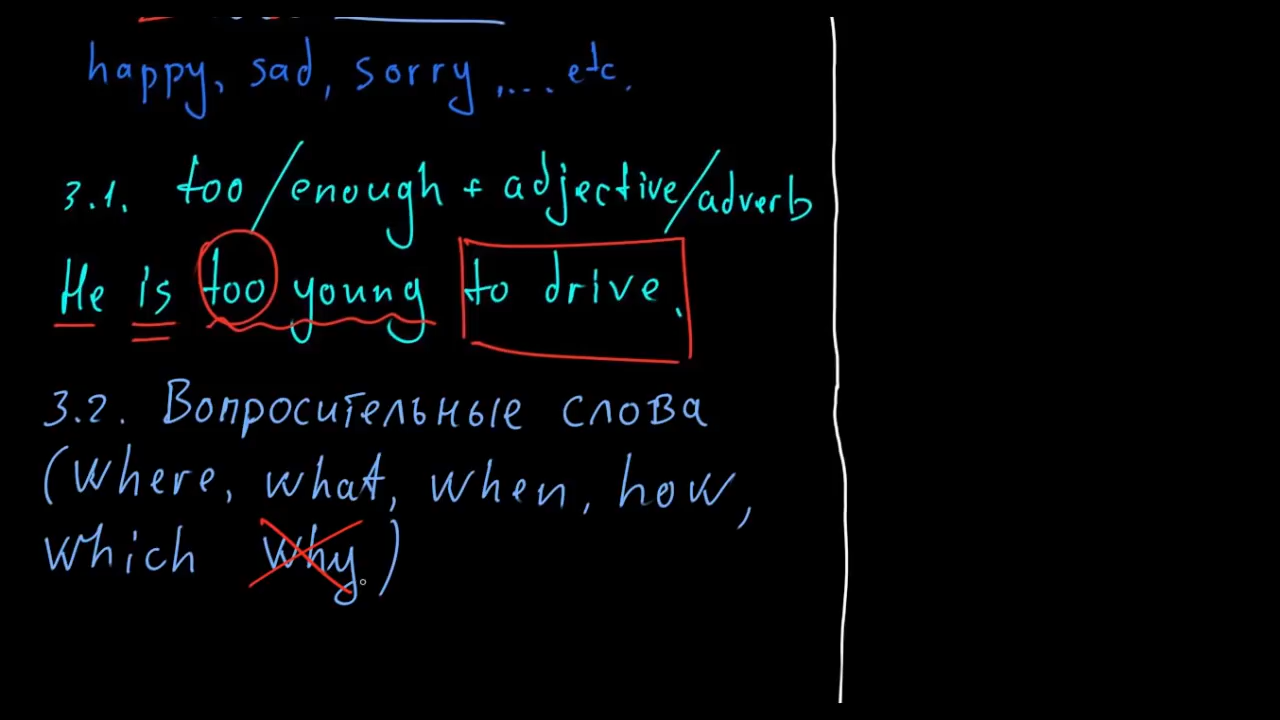 happy, sad, sorry, .... etc.
3.1. too/enough + adjective/adverb
He is too young to drive.
3.2. Вопросительные слова
(Where, what, when, how,
which why)